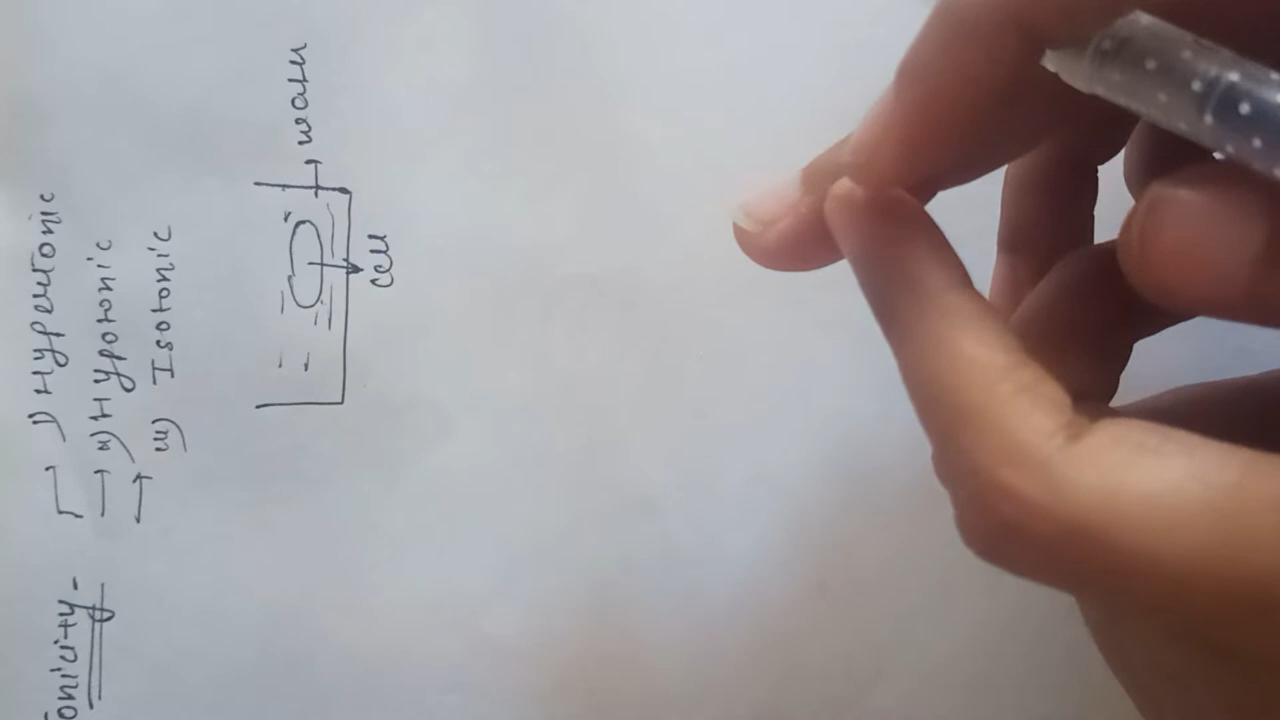 Tonicity -
→ i) Hypertonic
→ ii) Hypotonic
→ iii) Isotonic
→ water
cell